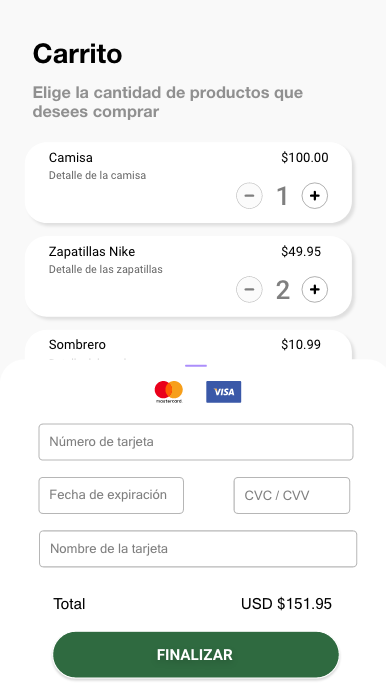 Carrito
Elige la cantidad de productos que
desees comprar
Camisa $100.00
Detalle de la camisa
1
Zapatillas Nike $49.95
Detalle de las zapatillas
2
Sombrero $10.99
mastercard VISA
Número de tarjeta
Fecha de expiración CVC / CVV
Nombre de la tarjeta
Total USD $151.95
FINALIZAR